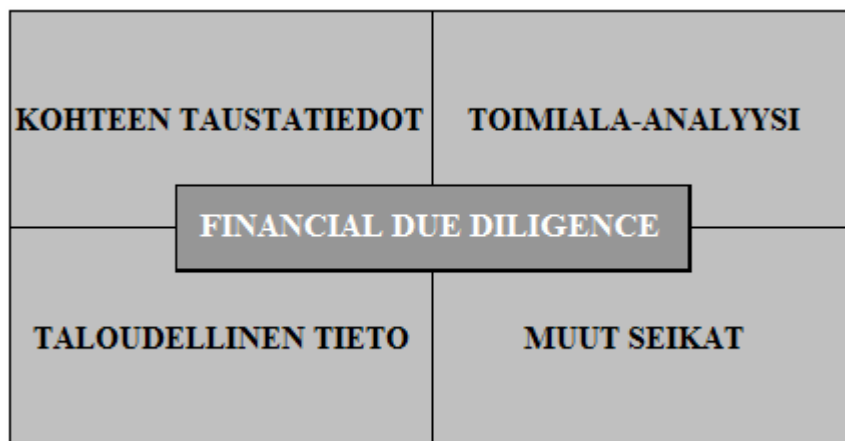 KOHTEEN TAUSTATIEDOT
TOIMIALA-ANALYYSI
FINANCIAL DUE DILIGENCE
TALOUDELLINEN TIETO
MUUT SEIKAT